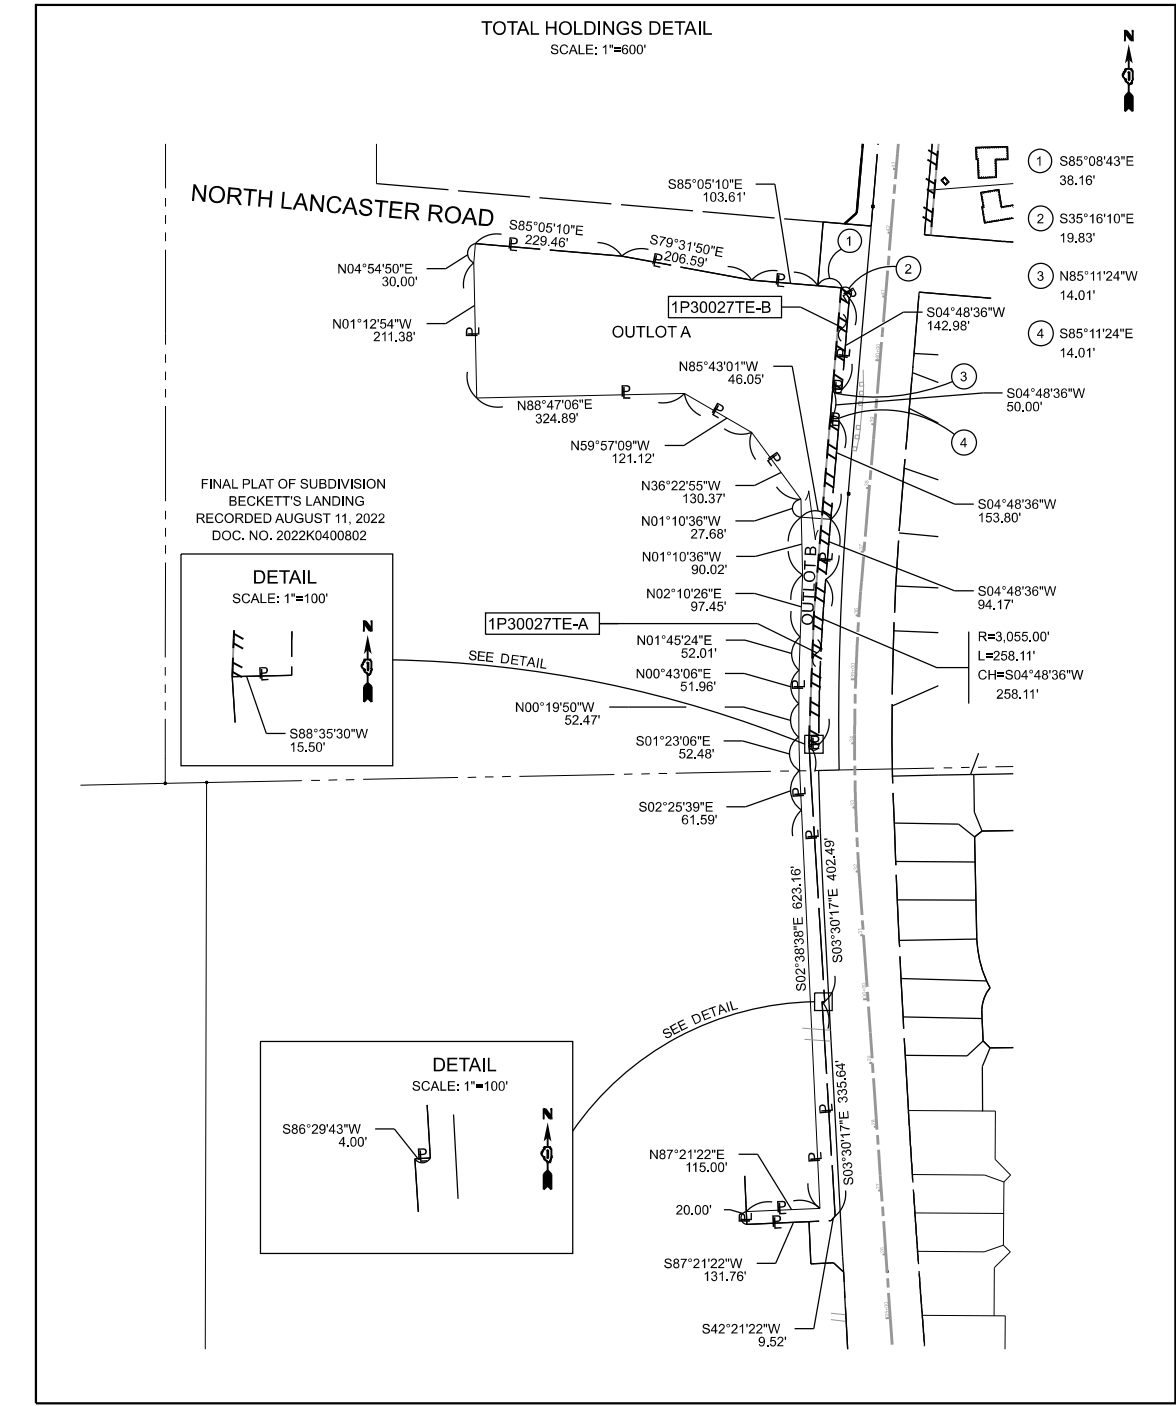 TOTAL HOLDINGS DETAIL
SCALE: 1"=600'
N
NORTH LANCASTER ROAD
S85°05'10"E
103.61'
1 S85°08'43"E
38.16'
2 S35°16'10"E
19.83'
3 N85°11'24"W
14.01'
4 S85°11'24"E
14.01'
S85°05'10"E
229.46'
S79°31'50"E
206.59'
1
2
N04°54'50"E
30.00'
N01°12'54"W
211.38'
1P30027TE-B
OUTLOT A
S04°48'36"W
142.98'
N85°43'01"W
46.05'
3
S04°48'36"W
50.00'
4
N88°47'06"E
324.89'
N59°57'09"W
121.12'
N36°22'55"W
130.37'
S04°48'36"W
153.80'
N01°10'36"W
27.68'
N01°10'36"W
90.02'
OUTLOT B
N02°10'26"E
97.45'
S04°48'36"W
94.17'
FINAL PLAT OF SUBDIVISION
BECKETT'S LANDING
RECORDED AUGUST 11, 2022
DOC. NO. 2022K0400802
DETAIL
SCALE: 1"=100'
N
S88°35'30"W
15.50'
1P30027TE-A
SEE DETAIL
N01°45'24"E
52.01'
R=3,055.00'
L=258.11'
CH=S04°48'36"W
258.11'
N00°43'06"E
51.96'
N00°19'50"W
52.47'
S01°23'06"E
52.48'
S02°25'39"E
61.59'
S02°38'38"E 623.16'
S03°30'17"E 402.49'
SEE DETAIL
S03°30'17"E 335.64'
DETAIL
SCALE: 1"=100'
N
S86°29'43"W
4.00'
N87°21'22"E
115.00'
20.00'
S87°21'22"W
131.76'
S42°21'22"W
9.52'